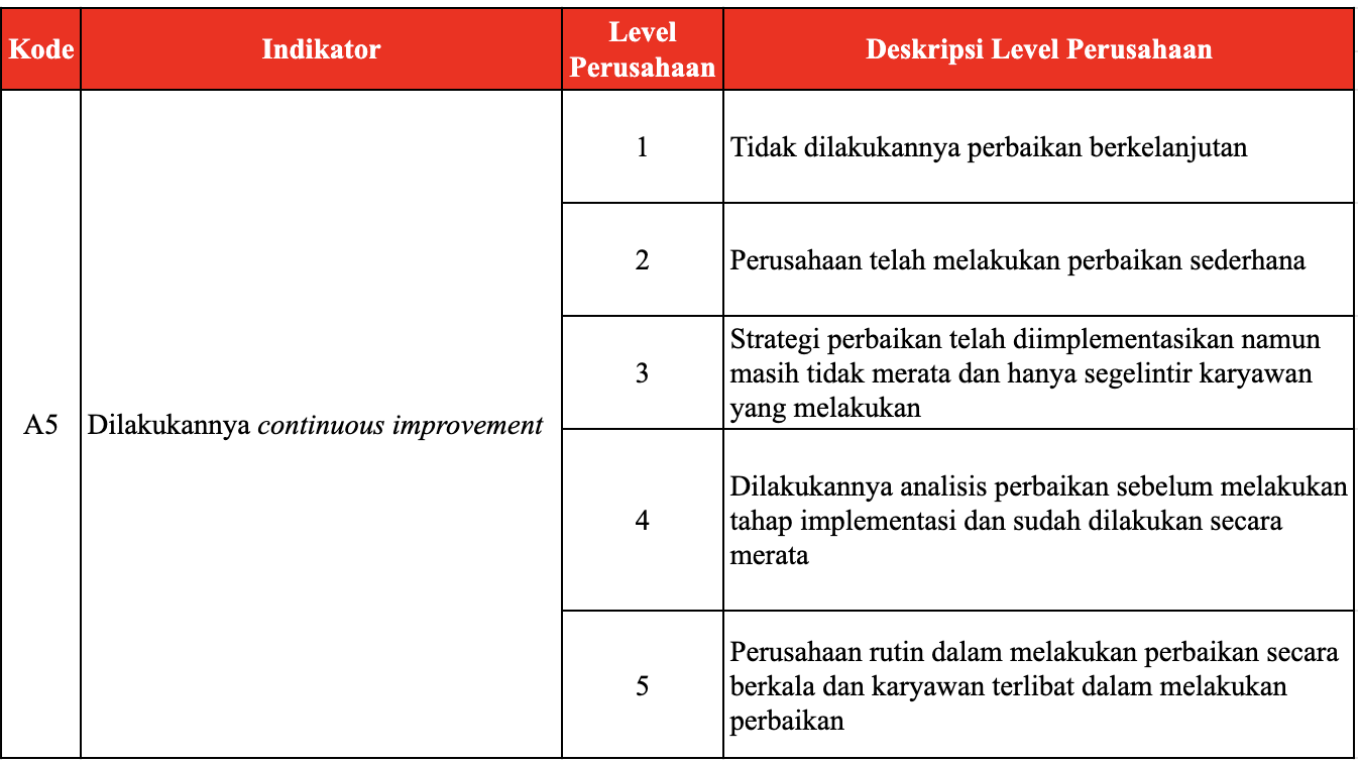 Kode
Indikator
Level
Perusahaan
Deskripsi Level Perusahaan
A5
Dilakukannya continuous improvement
1
Tidak dilakukannya perbaikan berkelanjutan
2
Perusahaan telah melakukan perbaikan sederhana
3
Strategi perbaikan telah diimplementasikan namun
masih tidak merata dan hanya segelintir karyawan
yang melakukan
4
Dilakukannya analisis perbaikan sebelum melakukan
tahap implementasi dan sudah dilakukan secara
merata
5
Perusahaan rutin dalam melakukan perbaikan secara
berkala dan karyawan terlibat dalam melakukan
perbaikan